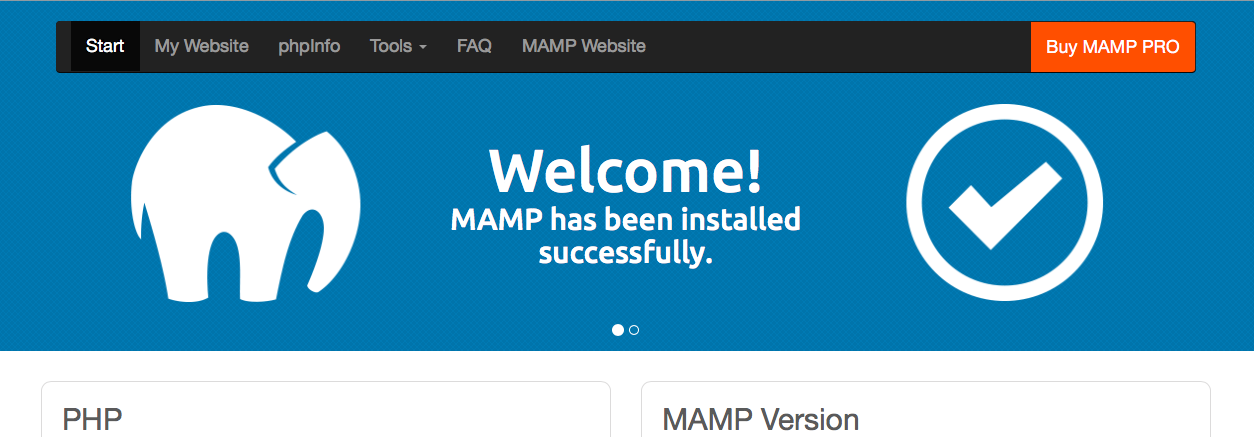 Start My Website phpInfo Tools FAQ MAMP Website Buy MAMP PRO
Welcome!
MAMP has been installed
successfully.
PHP
MAMP Version